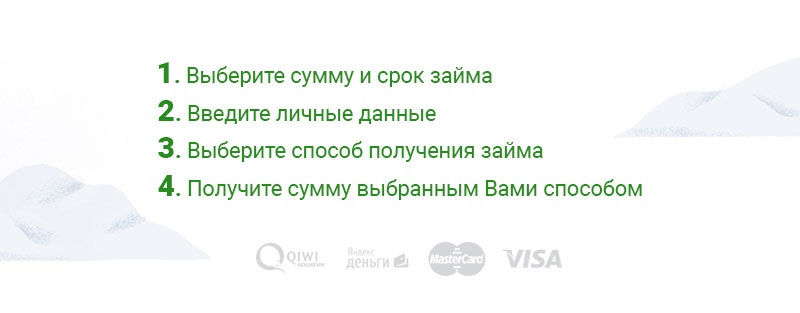 1. Выберите сумму и срок займа
2. Введите личные данные
3. Выберите способ получения займа
4. Получите сумму выбранным Вами способом
QIWI КОШЕЛЕК Яндекс деньги MasterCard VISA